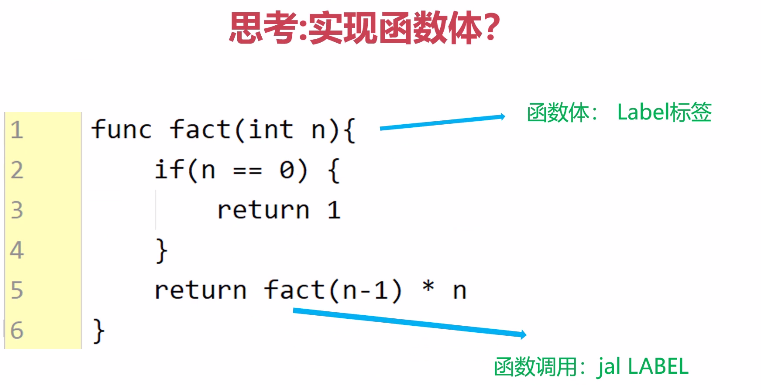 思考:实现函数体?
函数体： Label标签
1 func fact(int n){
2 if(n == 0) {
3 return 1
4 }
5 return fact(n-1) * n
6 }
函数调用：jal LABEL